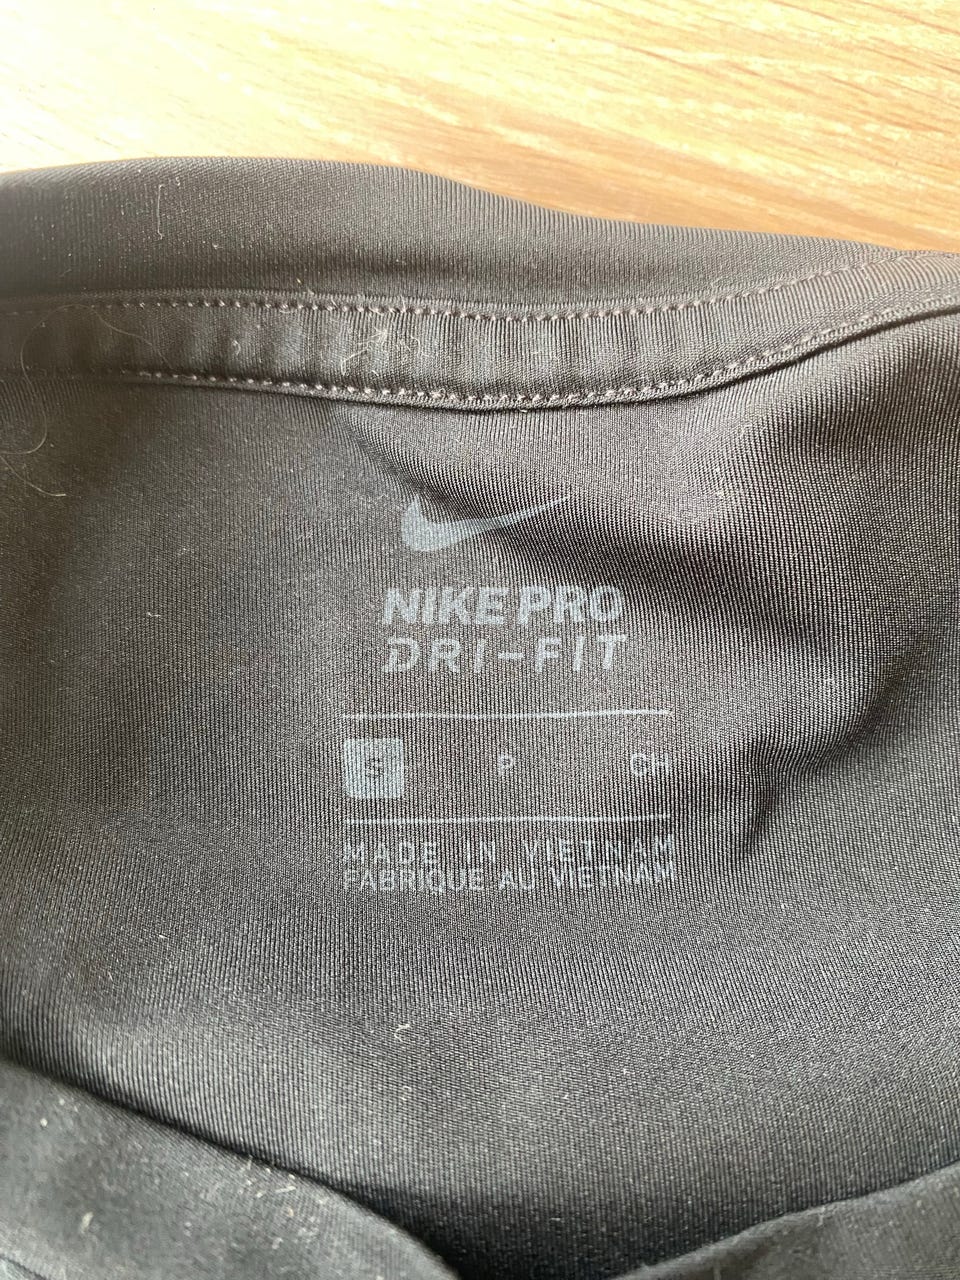 NIKE PRO
DRI-FIT
S P CH
MADE IN VIETNAM
FABRIQUE AU VIETNAM